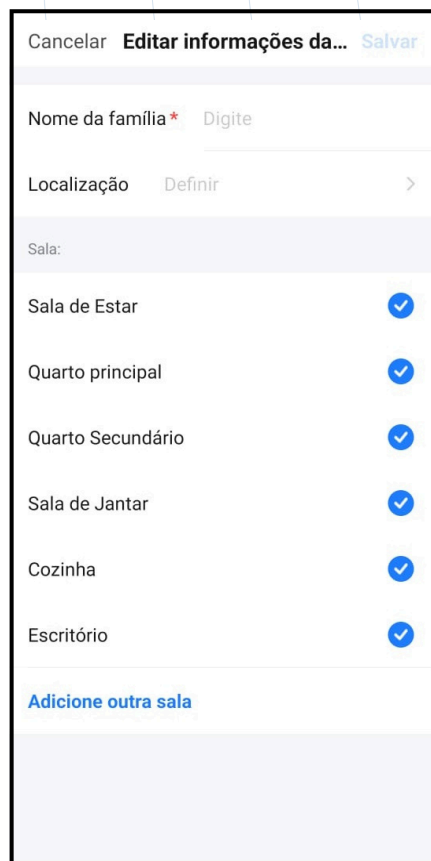 Cancelar Editar informações da... Salvar
Nome da família* Digite
Localização Definir
Sala:
Sala de Estar
Quarto principal
Quarto Secundário
Sala de Jantar
Cozinha
Escritório
Adicione outra sala